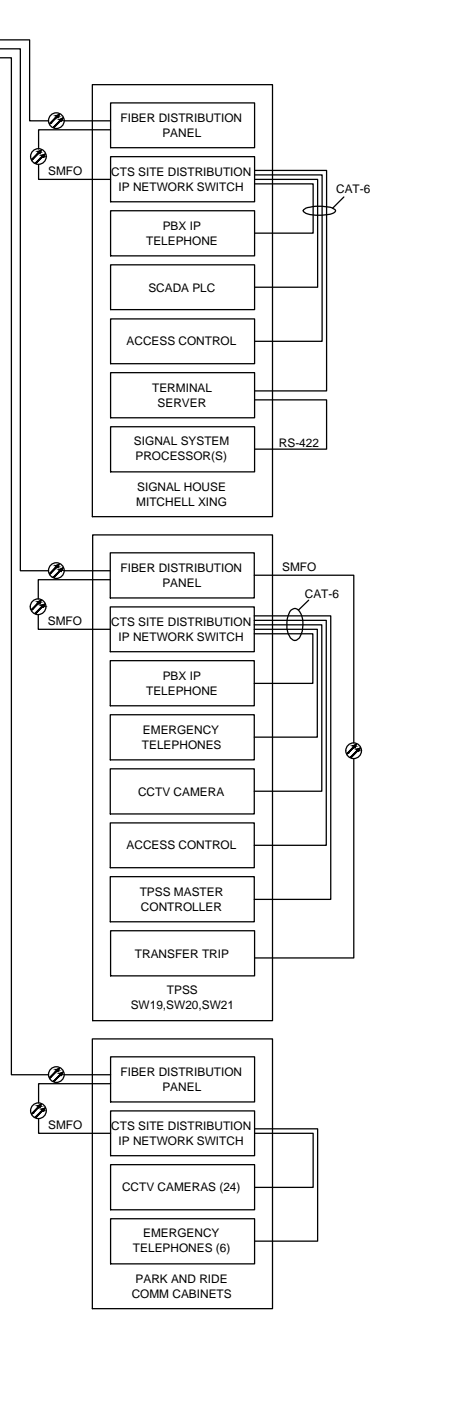 FIBER DISTRIBUTION
PANEL
SMFO
CTS SITE DISTRIBUTION
IP NETWORK SWITCH
CAT-6
PBX IP
TELEPHONE
SCADA PLC
ACCESS CONTROL
TERMINAL
SERVER
SIGNAL SYSTEM
PROCESSOR(S)
RS-422
SIGNAL HOUSE
MITCHELL XING
FIBER DISTRIBUTION
PANEL
SMFO
CAT-6
SMFO
CTS SITE DISTRIBUTION
IP NETWORK SWITCH
PBX IP
TELEPHONE
EMERGENCY
TELEPHONES
CCTV CAMERA
ACCESS CONTROL
TPSS MASTER
CONTROLLER
TRANSFER TRIP
TPSS
SW19,SW20,SW21
FIBER DISTRIBUTION
PANEL
SMFO
CTS SITE DISTRIBUTION
IP NETWORK SWITCH
CCTV CAMERAS (24)
EMERGENCY
TELEPHONES (6)
PARK AND RIDE
COMM CABINETS